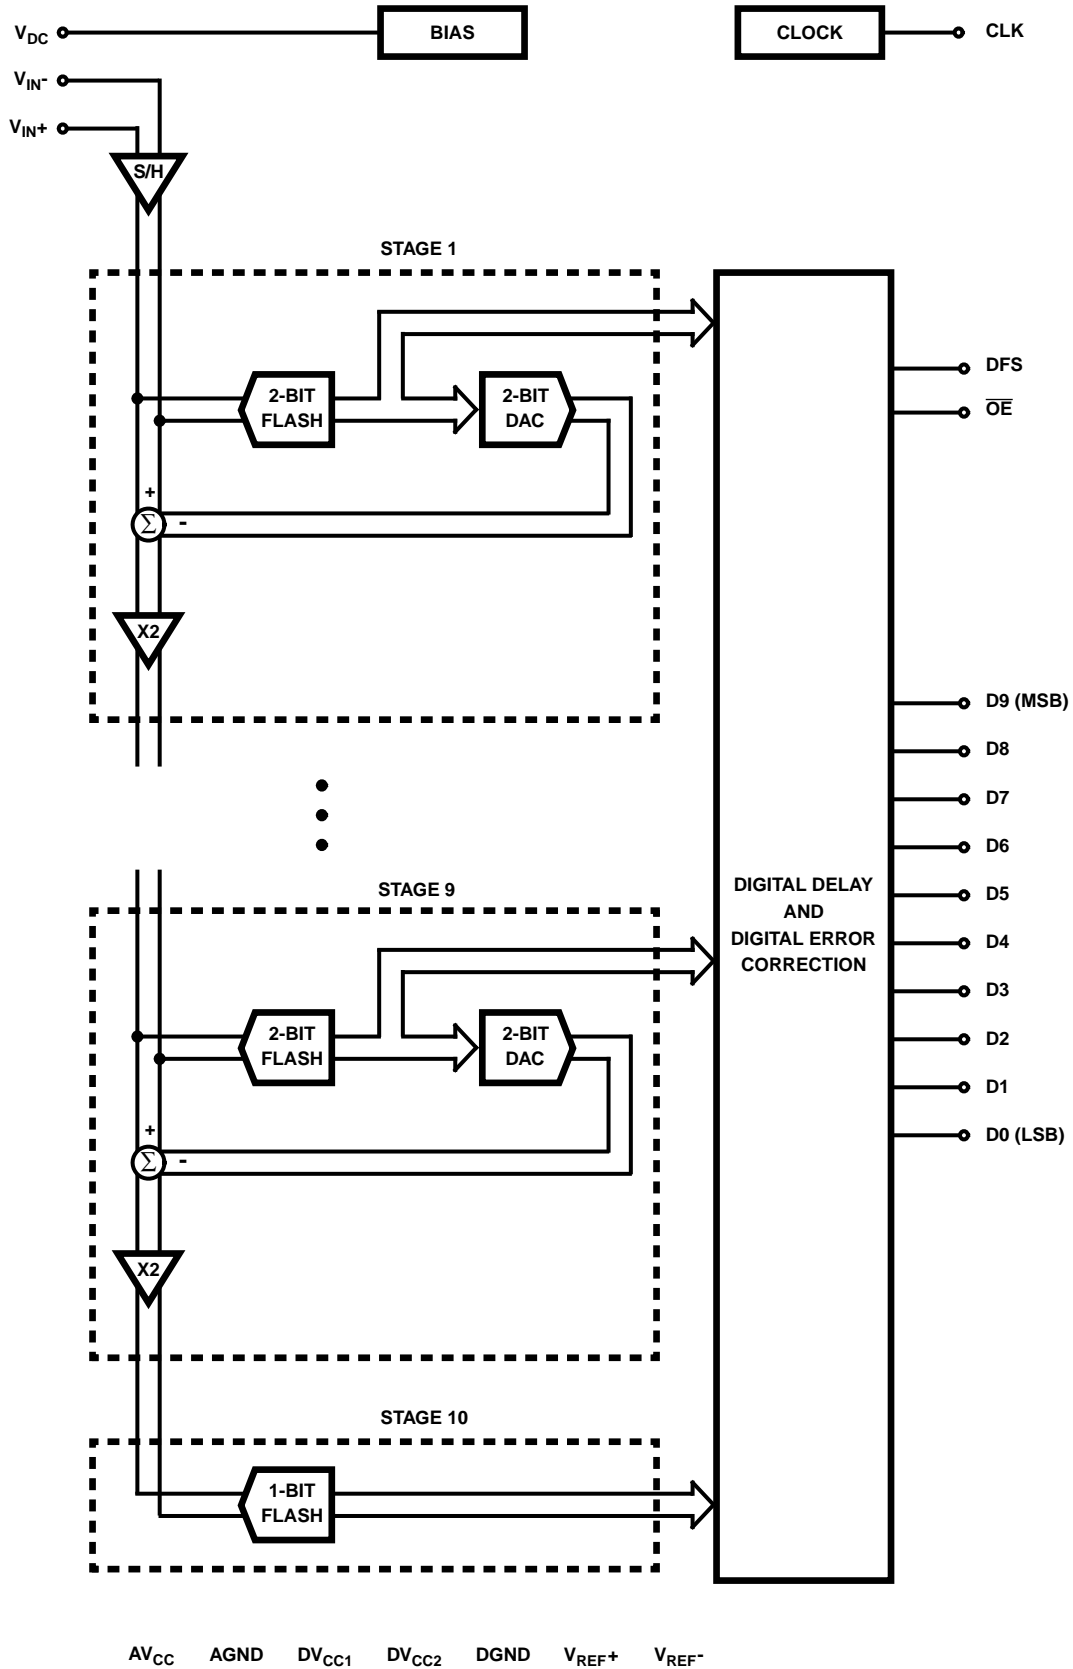 VDC
BIAS
CLOCK
CLK
VIN-
VIN+
S/H
STAGE 1
2-BIT
FLASH
2-BIT
DAC
+
Σ
-
X2
DFS
OE
STAGE 9
2-BIT
FLASH
2-BIT
DAC
+
Σ
-
X2
DIGITAL DELAY
AND
DIGITAL ERROR
CORRECTION
D9 (MSB)
D8
D7
D6
D5
D4
D3
D2
D1
D0 (LSB)
STAGE 10
1-BIT
FLASH
AVCC AGND DVCC1 DVCC2 DGND VREF+ VREF-